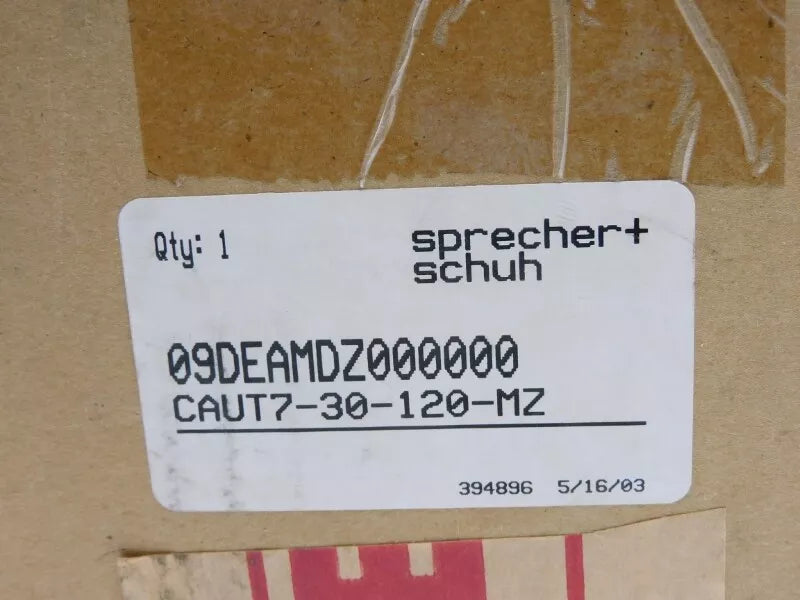 Qty: 1
sprecher+
schuh
09DEAMDZ000000
CAUT7-30-120-MZ
394896 5/16/03